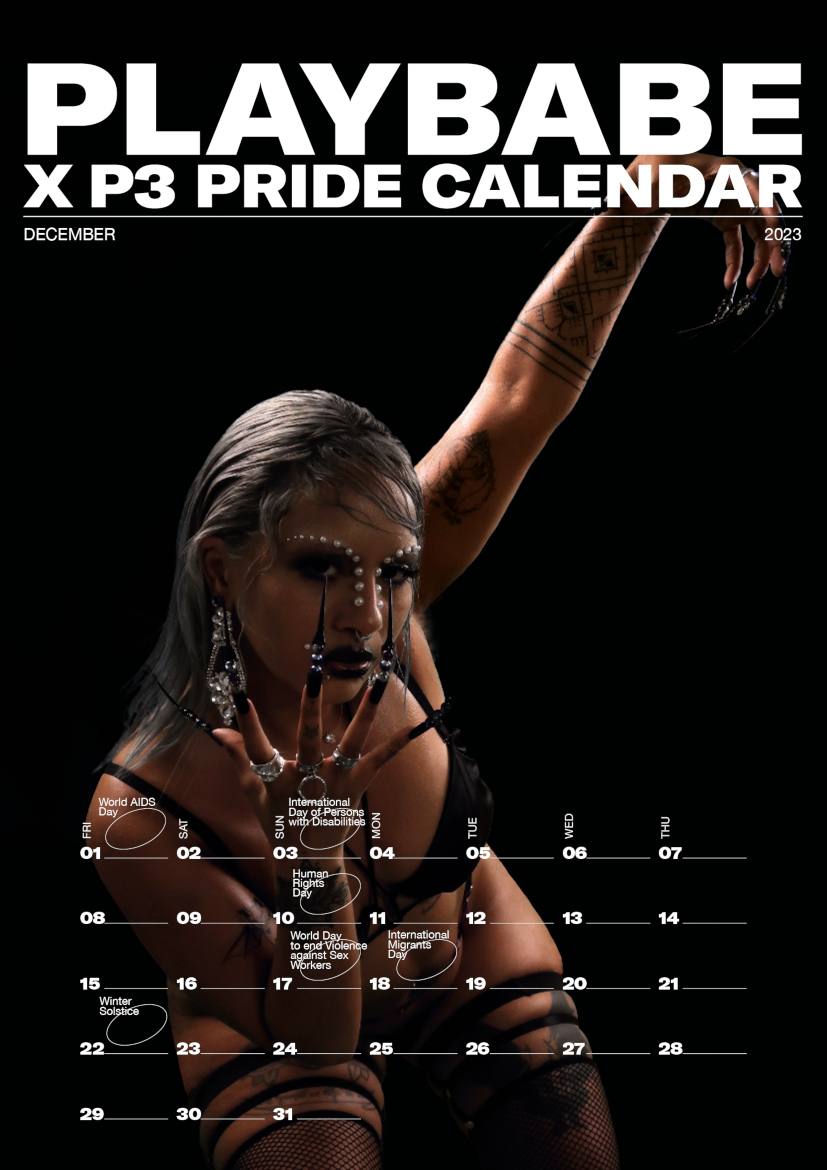 PLAYBABE
X P3 PRIDE CALENDAR
DECEMBER 2023
World AIDS
Day
International
Day of Persons
with Disabilities
FRI SAT SUN MON TUE WED THU
01 02 03 04 05 06 07
Human
Rights
Day
08 09 10 11 12 13 14
World Day
to end Violence
against Sex
Workers
International
Migrants
Day
15 16 17 18 19 20 21
Winter
Solstice
22 23 24 25 26 27 28
29 30 31